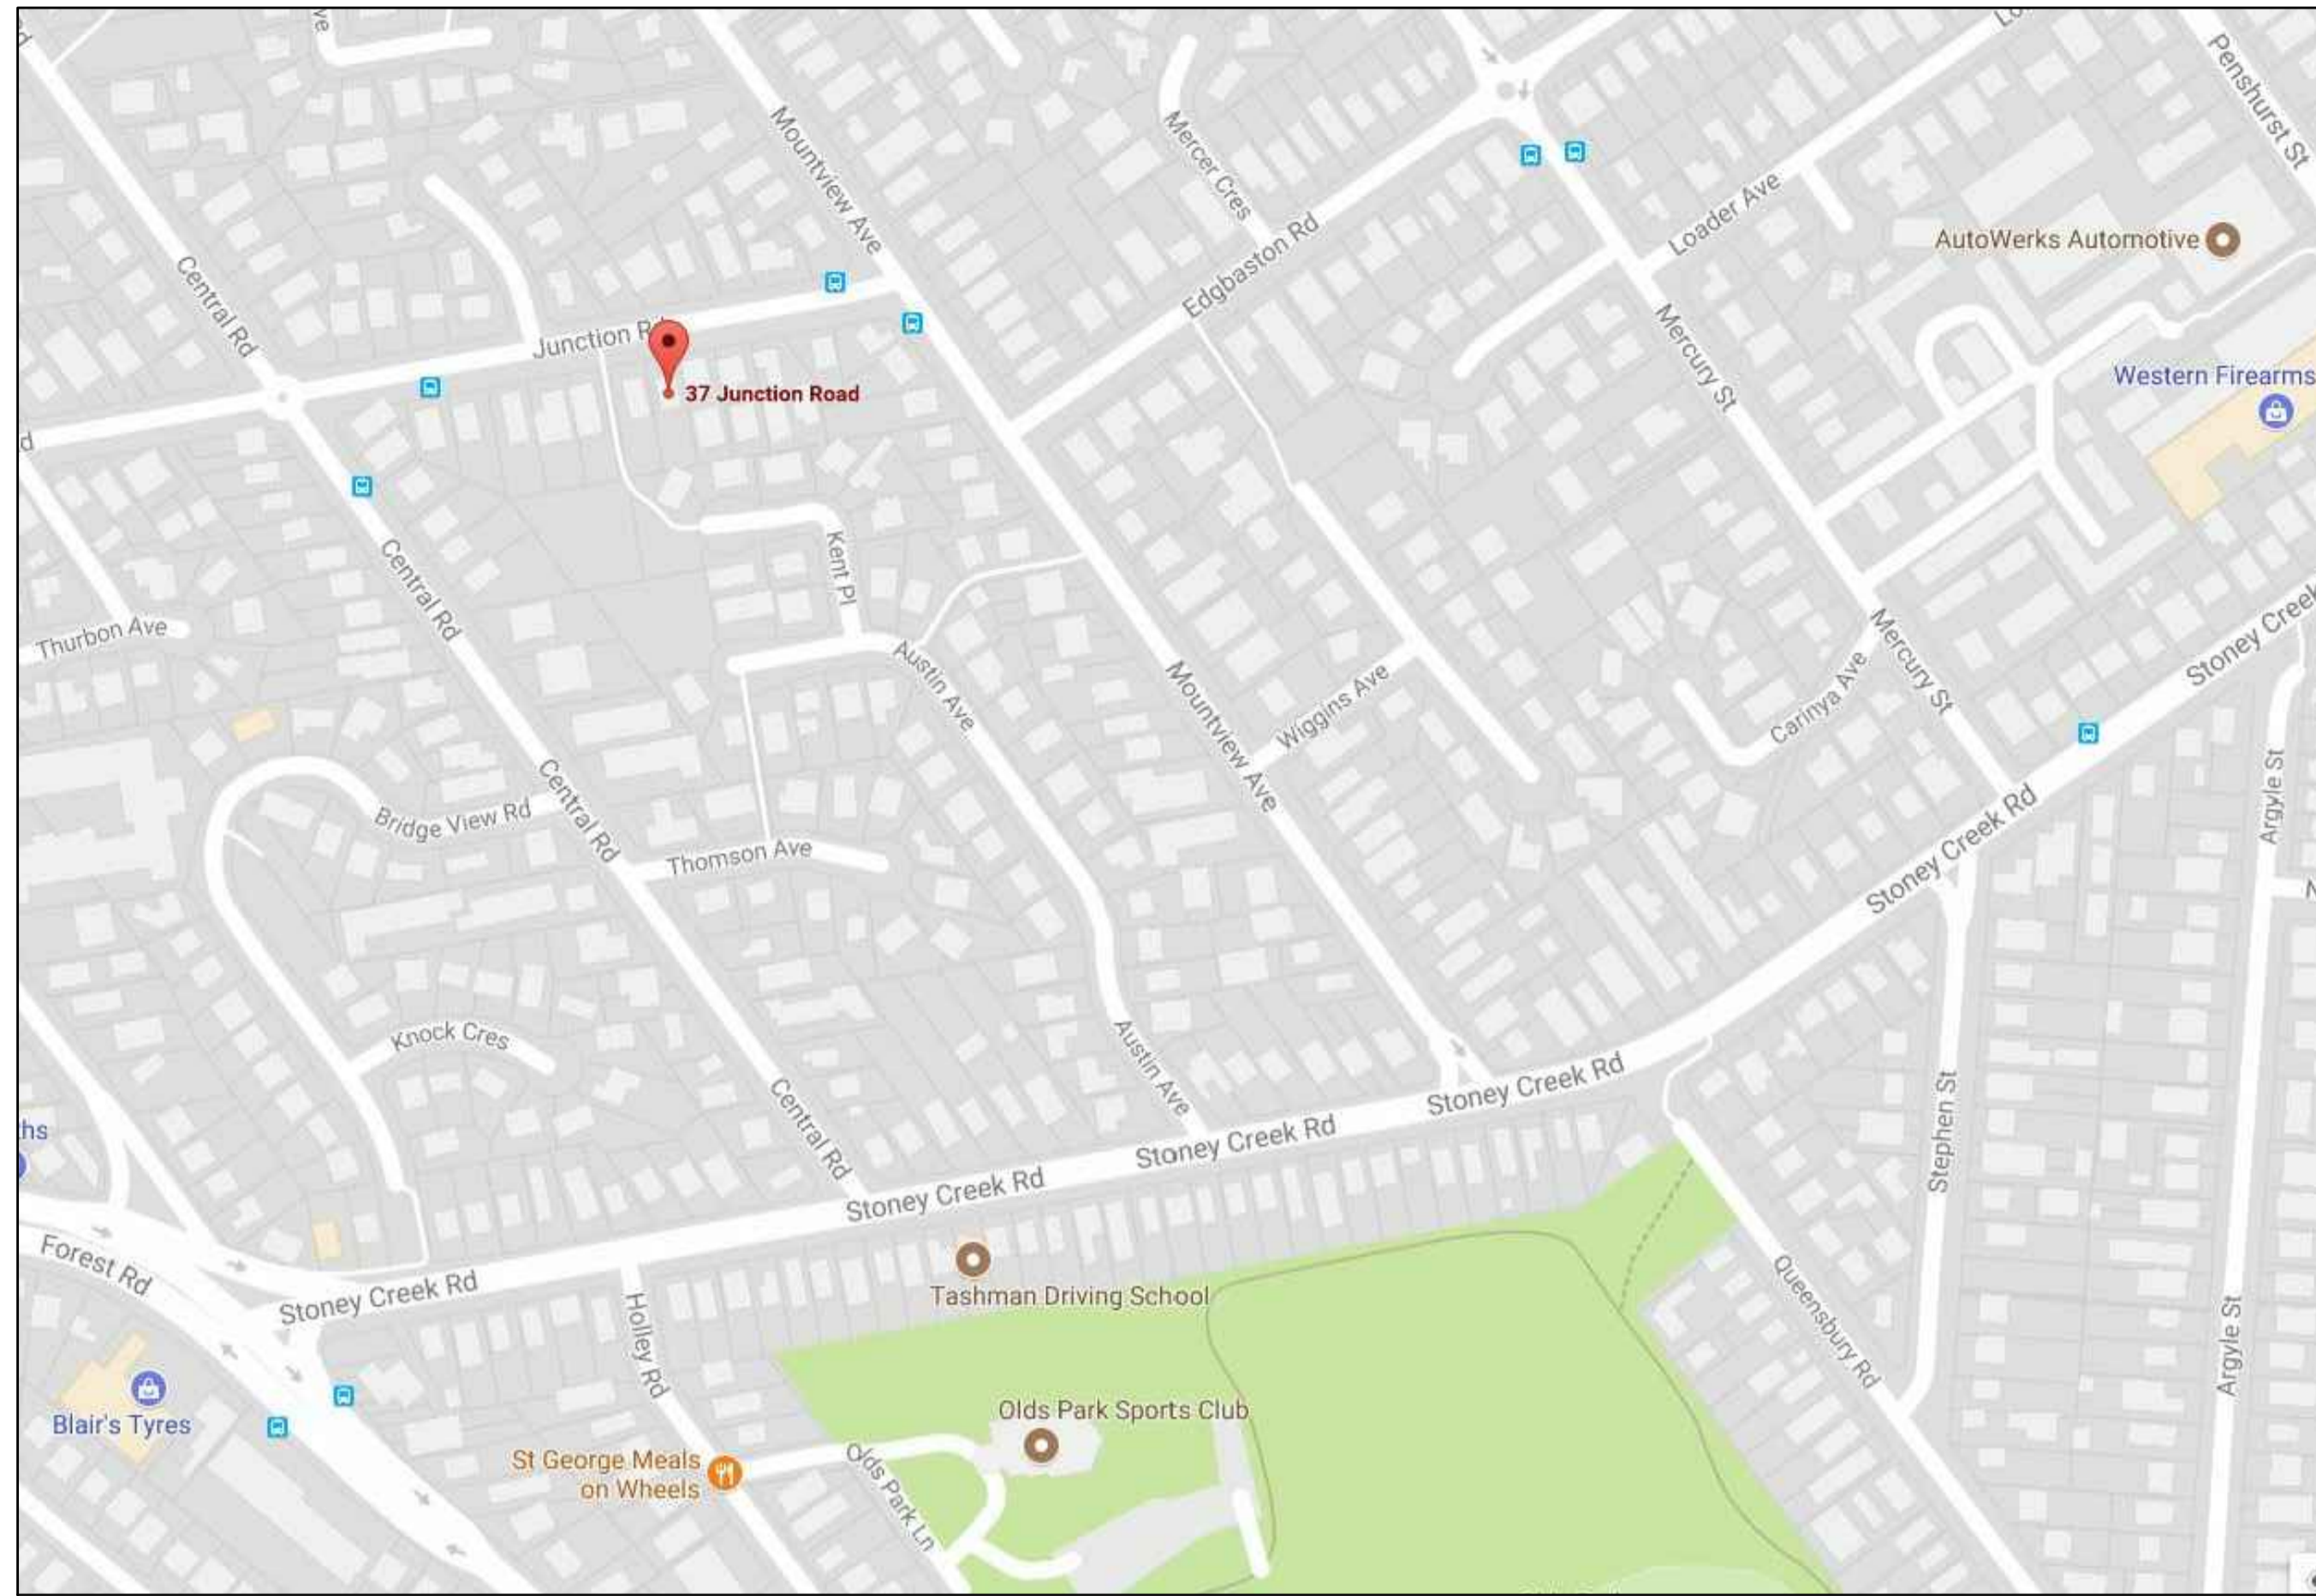 Penshurst St
Mountview Ave
Mercer Cres
Loader Ave
AutoWerks Automotive
Edgbaston Rd
Central Rd
Junction
37 Junction Road
Mercury St
Western Firearms
Kent Pl
Central Rd
Thurbon Ave
Austin Ave
Mountview Ave
Wiggins Ave
Carinya Ave
Mercury St
Stoney Creek
Bridge View Rd
Central Rd
Thomson Ave
Argyle St
Stoney Creek Rd
Knock Cres
Austin Ave
Central Rd
Stoney Creek Rd
Stoney Creek Rd
Stoney Creek Rd
Stephen St
Forest Rd
Stoney Creek Rd
Tashman Driving School
Holley Rd
Queensbury Rd
Argyle St
Blair's Tyres
Olds Park Sports Club
St George Meals
on Wheels
Olds Park Ln